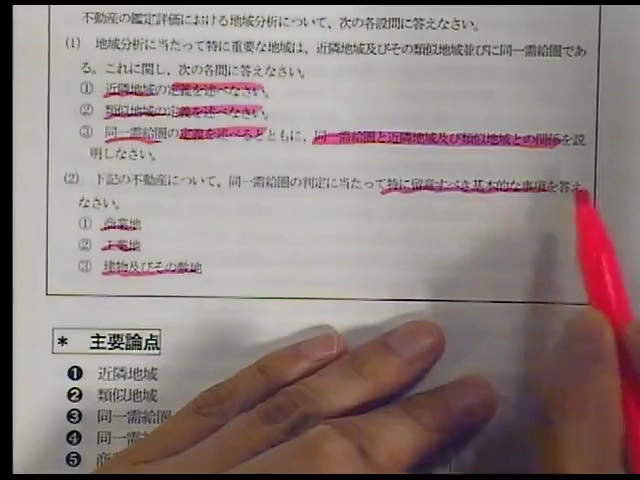 不動産の鑑定評価における地域分析について、次の各設問に答えなさい。
(1) 地域分析に当たって特に重要な地域は、近隣地域及びその類似地域並びに同一需給圏であ
る。これに関し、次の各問に答えなさい。
① 近隣地域の定義を述べなさい。
② 類似地域の定義を述べなさい。
③ 同一需給圏の定義を述べるとともに、同一需給圏と近隣地域及び類似地域との関係を説
明しなさい。
(2) 下記の不動産について、同一需給圏の判定に当たって特に留意すべき基本的な事項を答え
なさい。
① 商業地
② 工業地
③ 建物及びその敷地
* 主要論点
❶ 近隣地域
❷ 類似地域
❸ 同一需給圏
❹ 同一需
❺ 商